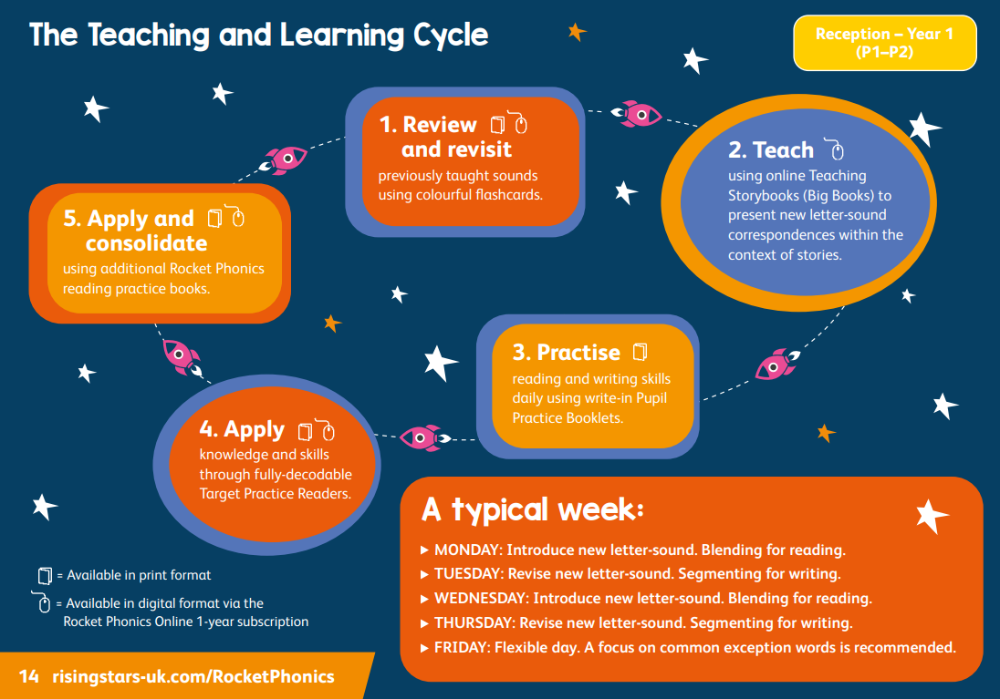 The Teaching and Learning Cycle
Reception – Year 1
(P1–P2)
1. Review
and revisit
previously taught sounds
using colourful flashcards.
2. Teach
using online Teaching
Storybooks (Big Books) to
present new letter-sound
correspondences within the
context of stories.
3. Practise
reading and writing skills
daily using write-in Pupil
Practice Booklets.
4. Apply
knowledge and skills
through fully-decodable
Target Practice Readers.
5. Apply and
consolidate
using additional Rocket Phonics
reading practice books.
A typical week:
▶ MONDAY: Introduce new letter-sound. Blending for reading.
▶ TUESDAY: Revise new letter-sound. Segmenting for writing.
▶ WEDNESDAY: Introduce new letter-sound. Blending for reading.
▶ THURSDAY: Revise new letter-sound. Segmenting for writing.
▶ FRIDAY: Flexible day. A focus on common exception words is recommended.
= Available in print format
= Available in digital format via the
Rocket Phonics Online 1-year subscription
14 risingstars-uk.com/RocketPhonics